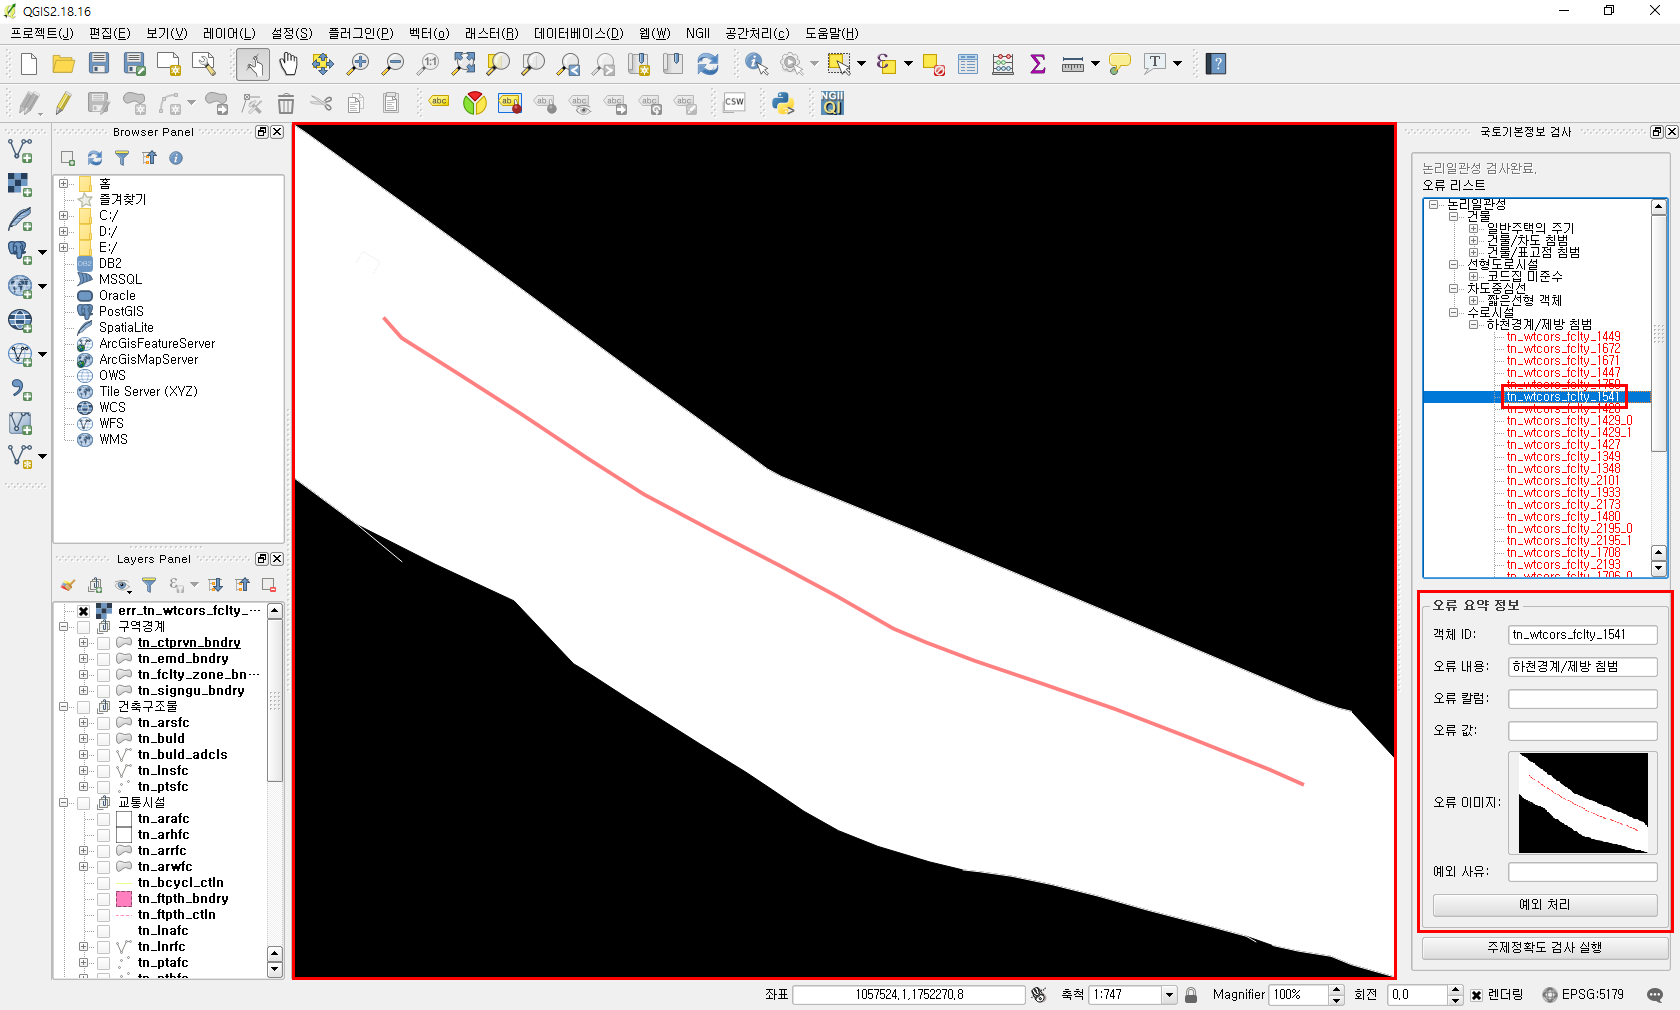 QGIS2.18.16
프로젝트(J) 편집(E) 보기(V) 레이어(L) 설정(S) 플러그인(P) 벡터(o) 래스터(R) 데이터베이스(D) 웹(W) NGII 공간처리(c) 도움말(H)
Browser Panel
홈
즐겨찾기
C:/
D:/
E:/
DB2
MSSQL
Oracle
PostGIS
SpatiaLite
ArcGisFeatureServer
ArcGisMapServer
OWS
Tile Server (XYZ)
WCS
WFS
WMS
Layers Panel
err_tn_wtcors_fclty_···
구역경계
tn_ctprvn_bndry
tn_emd_bndry
tn_fclty_zone_bn···
tn_signgu_bndry
건축구조물
tn_arsfc
tn_buld
tn_buld_adcls
tn_lnsfc
tn_ptsfc
교통시설
tn_arafc
tn_arhfc
tn_arrfc
tn_arwfc
tn_bcycl_ctln
tn_ftpth_bndry
tn_ftpth_ctln
tn_lnafc
tn_lnrfc
tn_ptafc
국토기본정보 검사
논리일관성 검사완료.
오류 리스트
논리일관성
건물
일반주택의 주기
건물/차도 침범
건물/표고점 침범
선형도로시설
코드집 미준수
차도중심선
짧은선형 객체
수로시설
하천경계/제방 침범
tn_wtcors_fclty_1449
tn_wtcors_fclty_1672
tn_wtcors_fclty_1671
tn_wtcors_fclty_1447
tn_wtcors_fclty_1541
tn_wtcors_fclty_1429_0
tn_wtcors_fclty_1429_1
tn_wtcors_fclty_1427
tn_wtcors_fclty_1349
tn_wtcors_fclty_1348
tn_wtcors_fclty_2101
tn_wtcors_fclty_1933
tn_wtcors_fclty_2173
tn_wtcors_fclty_1480
tn_wtcors_fclty_2195_0
tn_wtcors_fclty_2195_1
tn_wtcors_fclty_1708
tn_wtcors_fclty_2193
오류 요약 정보
객체 ID: tn_wtcors_fclty_1541
오류 내용: 하천경계/제방 침범
오류 칼럼:
오류 값:
오류 이미지:
예외 사유:
예외 처리
주제정확도 검사 실행
좌표 1057524.1,1752270.8 축척 1:747 Magnifier 100% 회전 0.0 렌더링 EPSG:5179